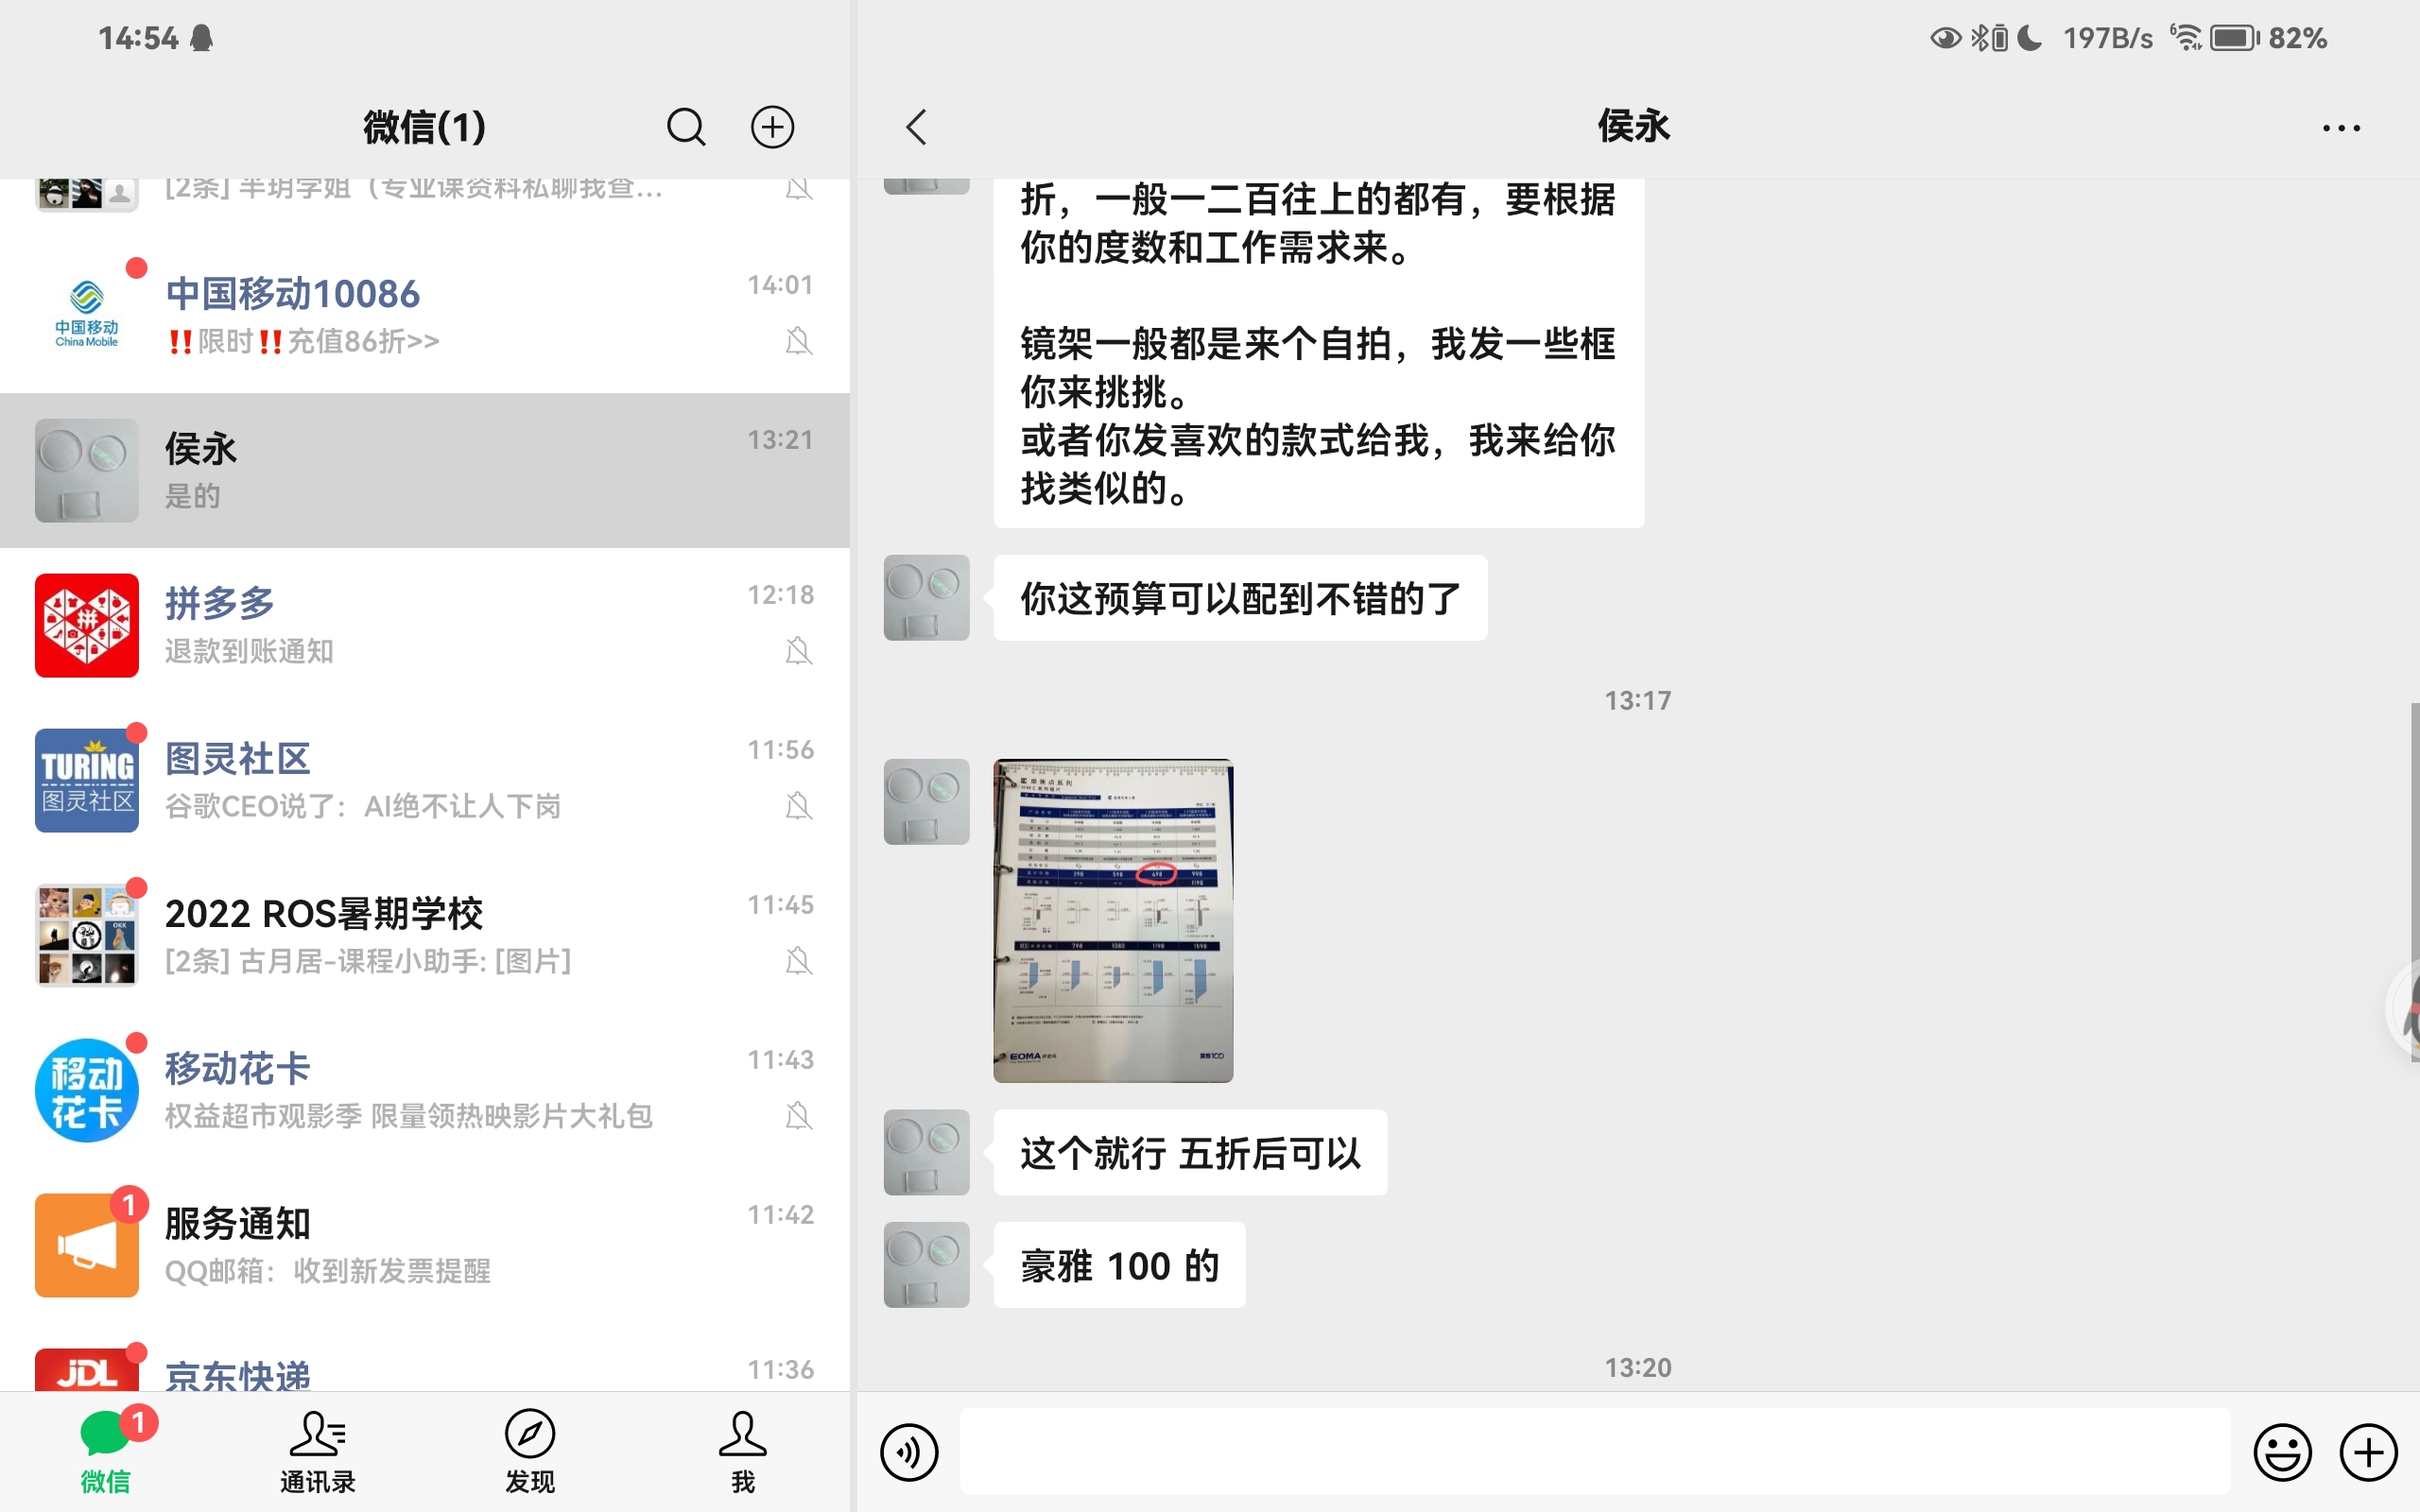 14:54
197B/s
82%
微信(1)
[2条] 半玥学姐（专业课资料私聊我查...
中国移动
China Mobile
中国移动10086
14:01
‼️限时‼️充值86折>>
侯永
13:21
是的
拼
拼多多
12:18
退款到账通知
TURING
图灵社区
图灵社区
11:56
谷歌CEO说了：AI绝不让人下岗
2022 ROS暑期学校
11:45
[2条] 古月居-课程小助手: [图片]
移动
花卡
移动花卡
11:43
权益超市观影季 限量领热映影片大礼包
1
服务通知
11:42
QQ邮箱：收到新发票提醒
JDL
京东快递
11:36
1
微信
通讯录
发现
我
侯永
折，一般一二百往上的都有，要根据
你的度数和工作需求来。
镜架一般都是来个自拍，我发一些框
你来挑挑。
或者你发喜欢的款式给我，我来给你
找类似的。
你这预算可以配到不错的了
13:17
398 598 698 998
1198
798 1080 1198 1598
EOMA
这个就行 五折后可以
豪雅 100 的
13:20